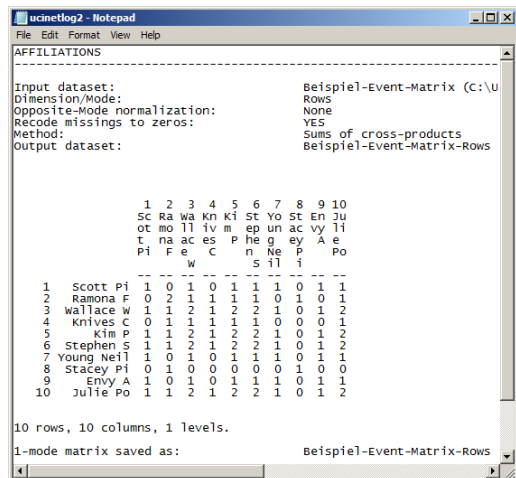 ucinetlog2 - Notepad
File Edit Format View Help
AFFILIATIONS
--------------------------------------------------------------------------------
Input dataset: Beispiel-Event-Matrix (C:\U
Dimension/Mode: Rows
Opposite-Mode normalization: None
Recode missings to zeros: YES
Method: Sums of cross-products
Output dataset: Beispiel-Event-Matrix-Rows
1 2 3 4 5 6 7 8 9 10
Sc Ra Wa Kn Ki St Yo St En Ju
ot mo ll iv m ep un ac vy li
t na ac es P he g ey A e
Pi F e C n Ne P Po
W S il i
-- -- -- -- -- -- -- -- -- --
1 Scott Pi 1 0 1 0 1 1 1 0 1 1
2 Ramona F 0 2 1 1 1 1 0 1 0 1
3 Wallace W 1 1 2 1 2 2 1 0 1 2
4 Knives C 0 1 1 1 1 1 0 0 0 1
5 Kim P 1 1 2 1 2 2 1 0 1 2
6 Stephen S 1 1 2 1 2 2 1 0 1 2
7 Young Neil 1 0 1 0 1 1 1 0 1 1
8 Stacey Pi 0 1 0 0 0 0 0 1 0 0
9 Envy A 1 0 1 0 1 1 1 0 1 1
10 Julie Po 1 1 2 1 2 2 1 0 1 2
10 rows, 10 columns, 1 levels.
1-mode matrix saved as: Beispiel-Event-Matrix-Rows